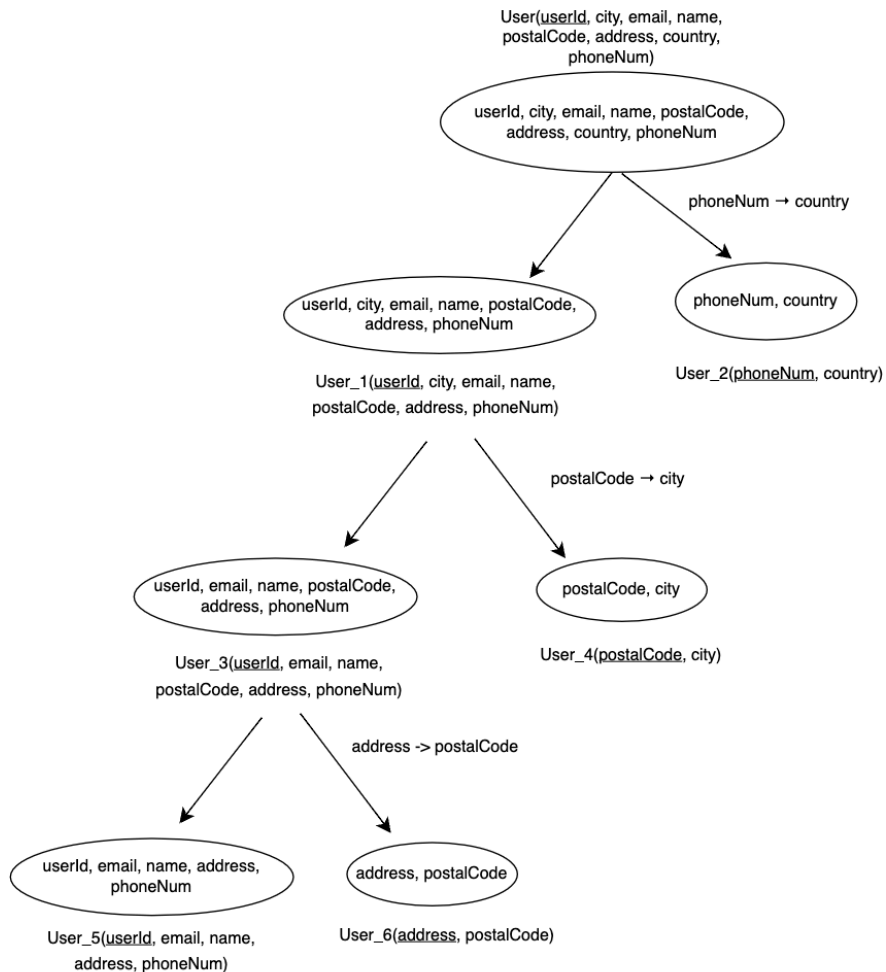 User(userId, city, email, name,
postalCode, address, country,
phoneNum)
userId, city, email, name, postalCode,
address, country, phoneNum
phoneNum → country
userId, city, email, name, postalCode,
address, phoneNum
phoneNum, country
User_1(userId, city, email, name,
postalCode, address, phoneNum)
User_2(phoneNum, country)
postalCode → city
userId, email, name, postalCode,
address, phoneNum
postalCode, city
User_3(userId, email, name,
postalCode, address, phoneNum)
User_4(postalCode, city)
address -> postalCode
userId, email, name, address,
phoneNum
address, postalCode
User_5(userId, email, name,
address, phoneNum)
User_6(address, postalCode)